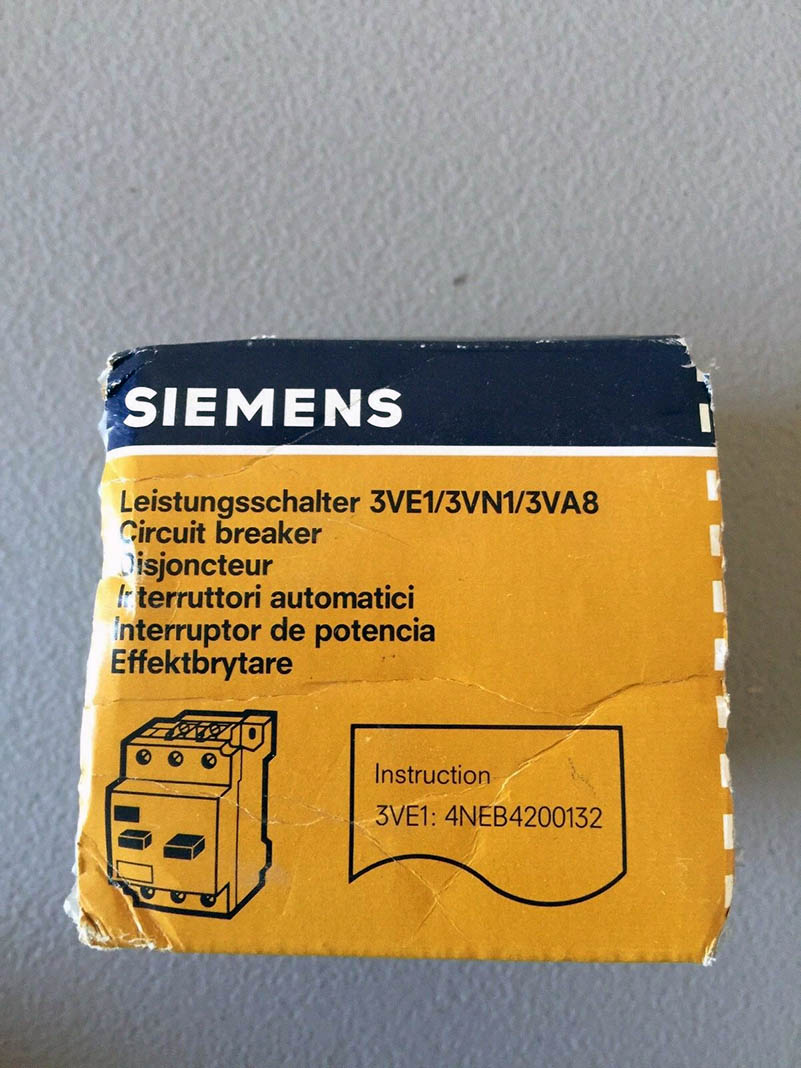 SIEMENS
Leistungsschalter 3VE1/3VN1/3VA8
Circuit breaker
Disjoncteur
Interruttori automatici
Interruptor de potencia
Effektbrytare
Instruction
3VE1: 4NEB4200132